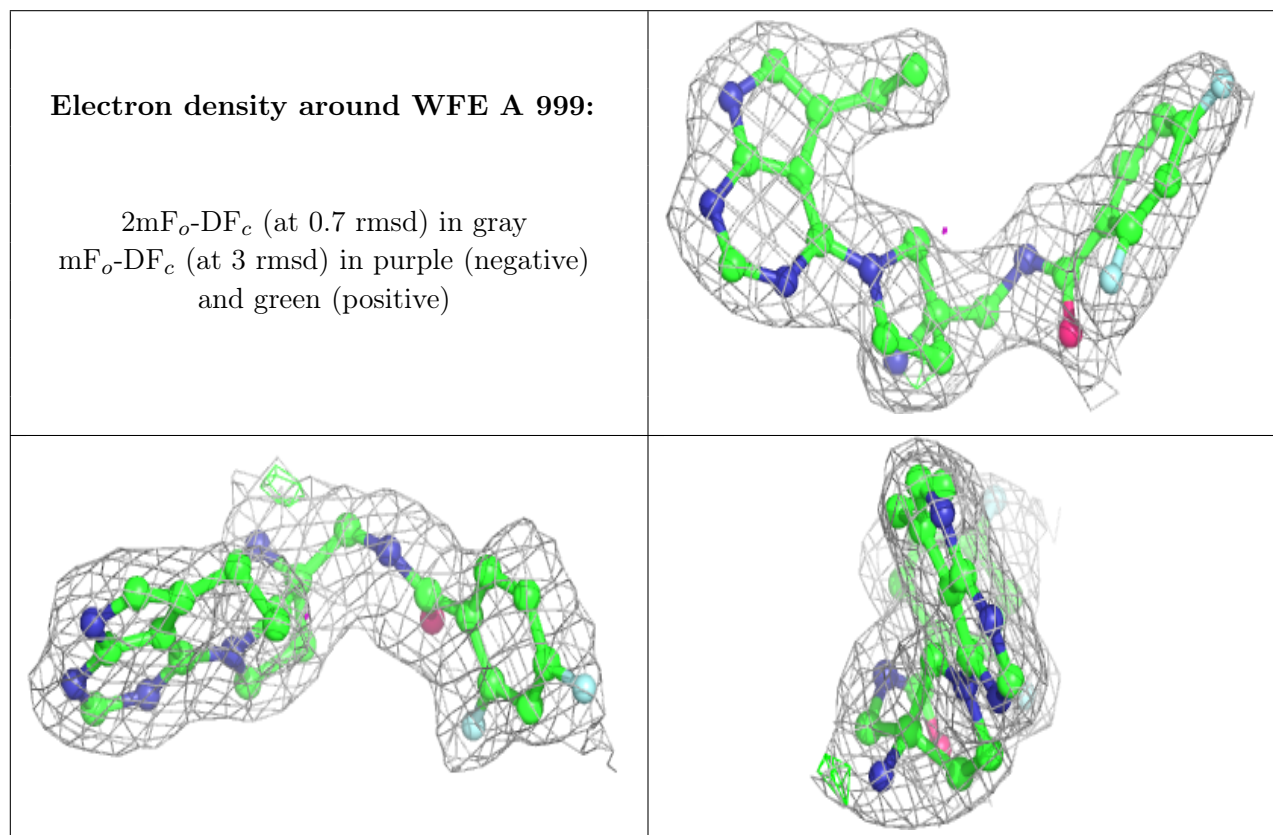 Electron density around WFE A 999:
2mFo-DFc (at 0.7 rmsd) in gray
mFo-DFc (at 3 rmsd) in purple (negative)
and green (positive)